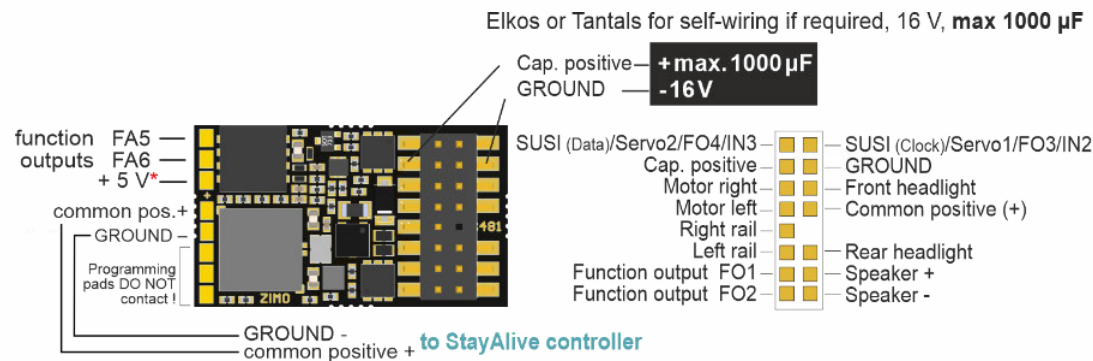 Elkos or Tantals for self-wiring if required, 16 V, max 1000 µF
Cap. positive
GROUND
+max.1000µF
-16V
function
outputs
FA5
FA6
+ 5 V*
common pos.+
GROUND -
Programming
pads DO NOT
contact !
+
ZIMO
481
SUSI (Data)/Servo2/FO4/IN3
SUSI (Clock)/Servo1/FO3/IN2
Cap. positive
GROUND
Motor right
Front headlight
Motor left
Common positive (+)
Right rail
Left rail
Rear headlight
Function output FO1
Speaker +
Function output FO2
Speaker -
GROUND -
common positive +
to StayAlive controller